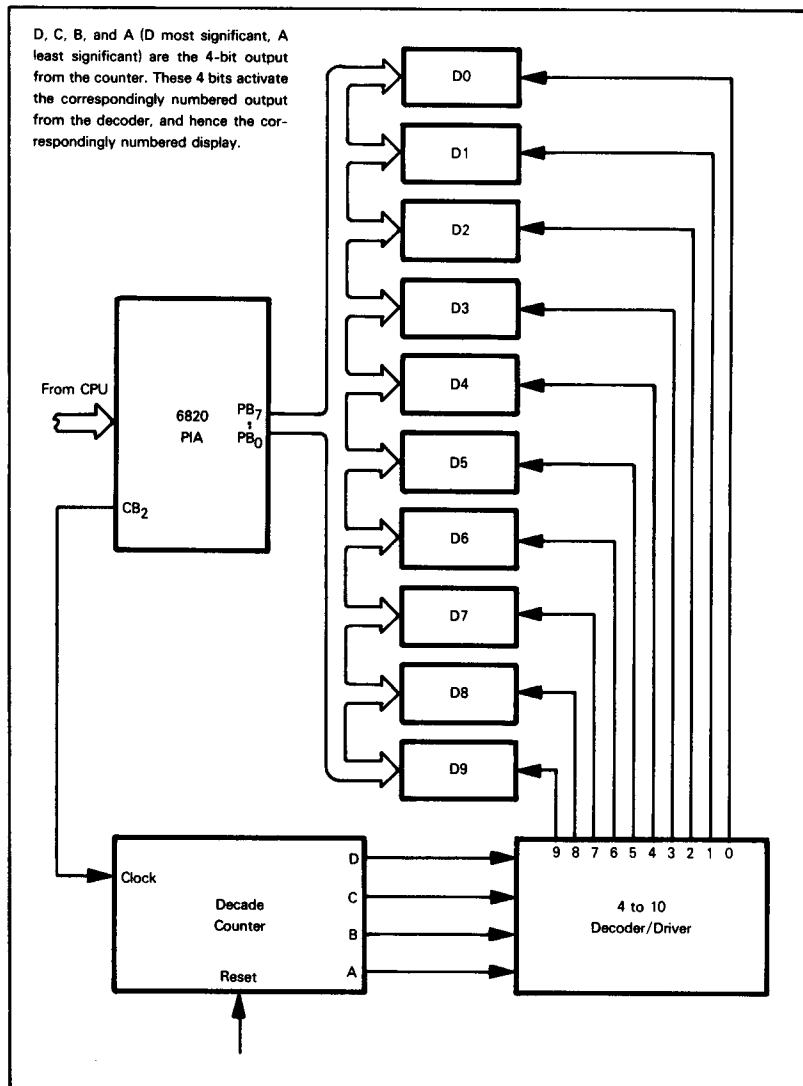 D, C, B, and A (D most significant, A
least significant) are the 4-bit output
from the counter. These 4 bits activate
the correspondingly numbered output
from the decoder, and hence the cor-
respondingly numbered display.
D0
D1
D2
D3
D4
D5
D6
D7
D8
D9
From CPU
6820
PIA
PB7
:
PB0
CB2
9 8 7 6 5 4 3 2 1 0
Clock
Decade
Counter
Reset
D
C
B
A
4 to 10
Decoder/Driver